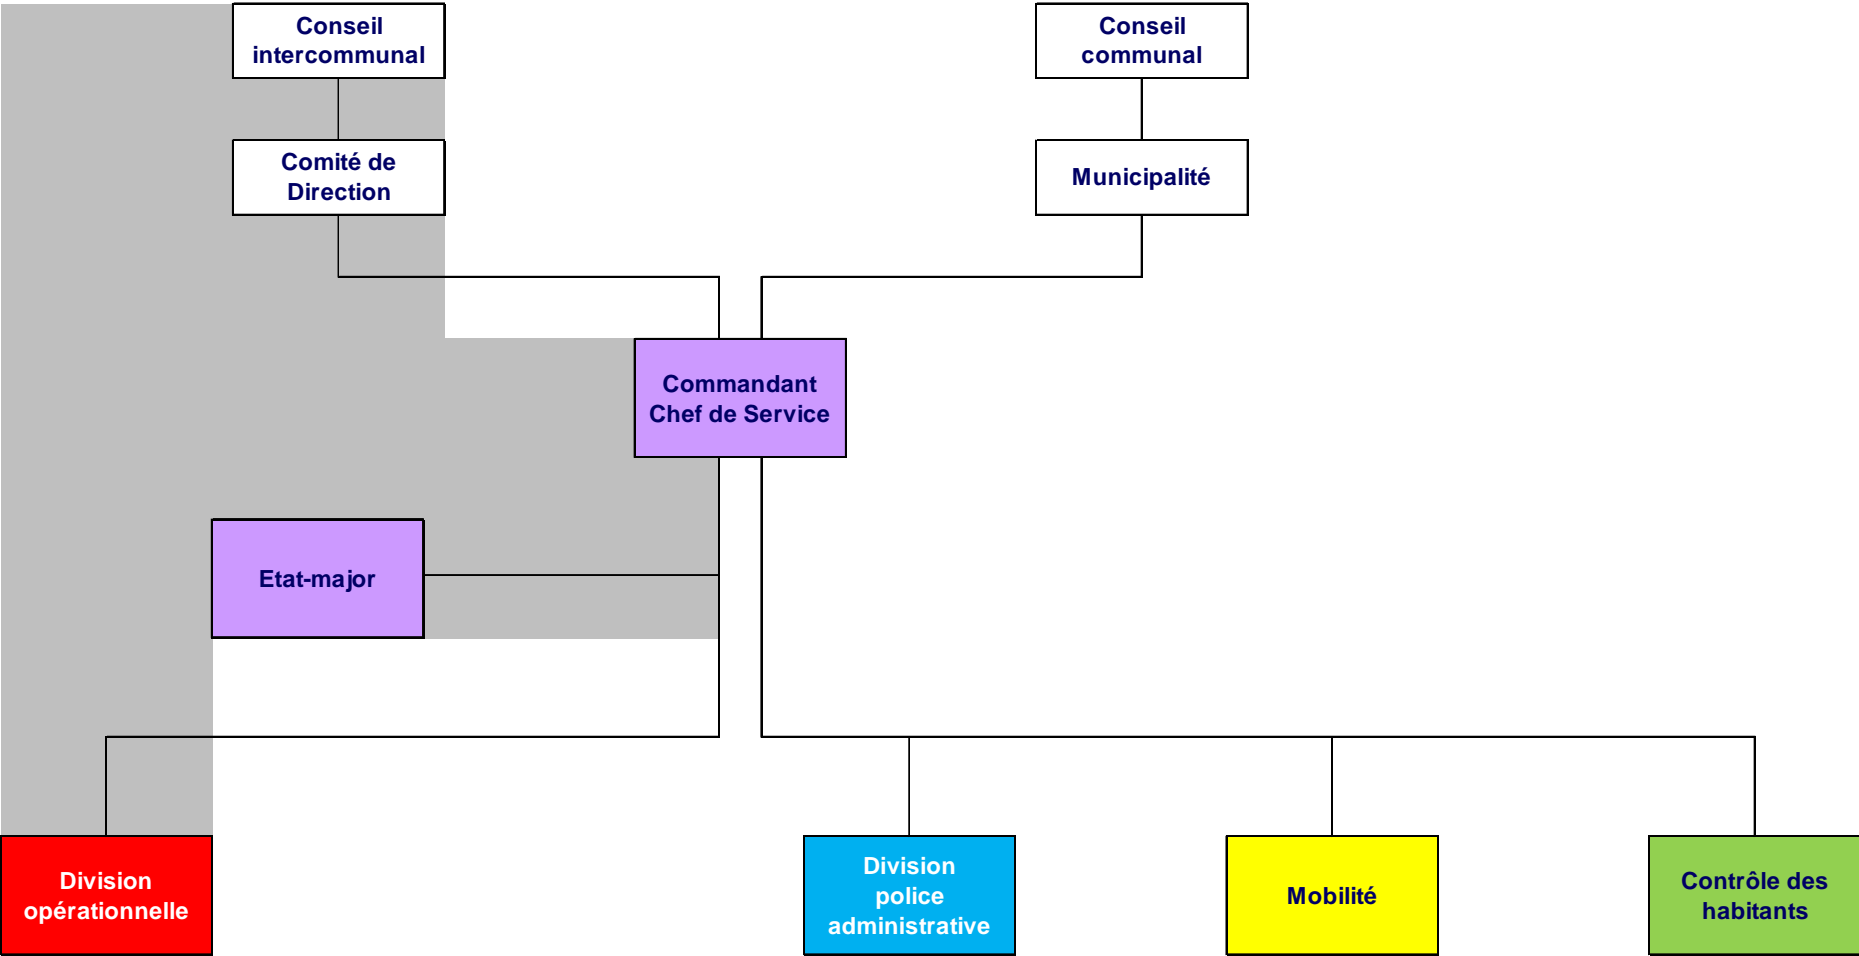 Conseil
intercommunal
Conseil
communal
Comité de
Direction
Municipalité
Commandant
Chef de Service
Etat-major
Division
opérationnelle
Division
police
administrative
Mobilité
Contrôle des
habitants